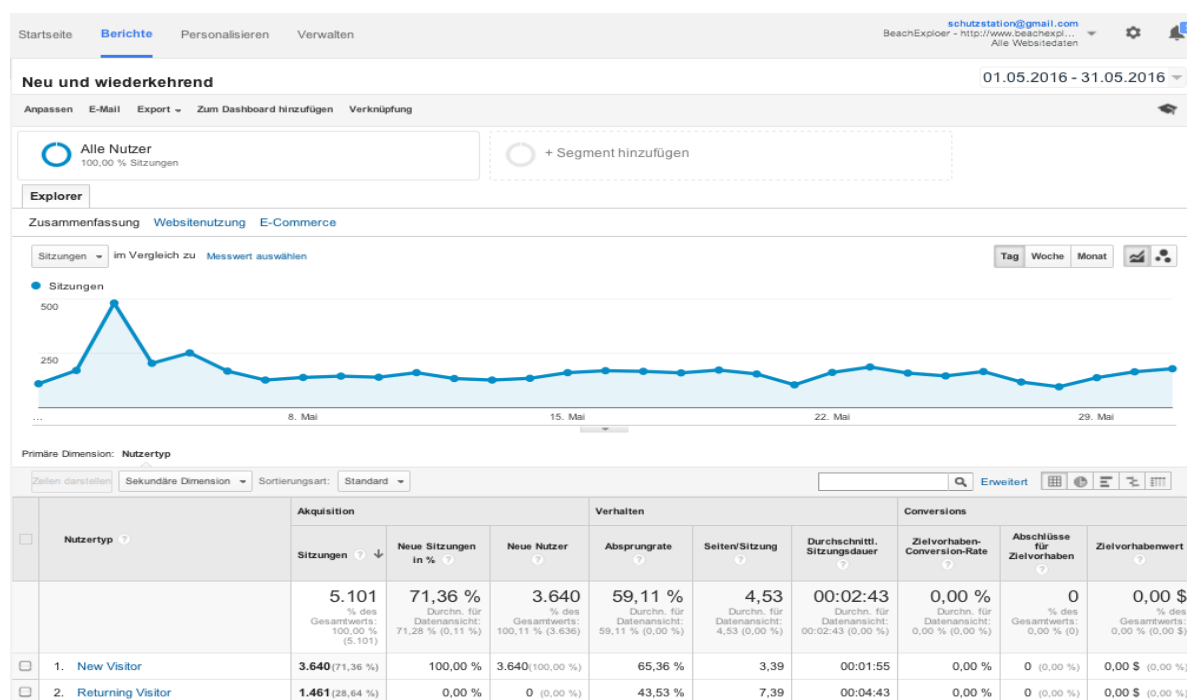 Startseite Berichte Personalisieren Verwalten
schutzstation@gmail.com
BeachExploer - http://www.beachexpl...
Alle Websitedaten
Neu und wiederkehrend
01.05.2016 - 31.05.2016
Anpassen E-Mail Export Zum Dashboard hinzufügen Verknüpfung
Alle Nutzer
100,00 % Sitzungen
+ Segment hinzufügen
Explorer
Zusammenfassung Websitenutzung E-Commerce
Sitzungen im Vergleich zu Messwert auswählen
Tag Woche Monat
Sitzungen
500
250
... 8. Mai 15. Mai 22. Mai 29. Mai
Primäre Dimension: Nutzertyp
Zeilen darstellen Sekundäre Dimension Sortierungsart: Standard Erweitert
Akquisition Verhalten Conversions
Nutzertyp ? Sitzungen ? Neue Sitzungen in % ? Neue Nutzer ? Absprungrate ? Seiten/Sitzung ? Durchschnittl. Sitzungsdauer ? Zielvorhaben-Conversion-Rate ? Abschlüsse für Zielvorhaben ? Zielvorhabenwert ?
5.101 71,36 % 3.640 59,11 % 4,53 00:02:43 0,00 % 0 0,00 $
% des Durchn. für % des Durchn. für Durchn. für Durchn. für Durchn. für % des % des
Gesamtwerts: Datenansicht: Gesamtwerts: Datenansicht: Datenansicht: Datenansicht: Datenansicht: Gesamtwerts: Gesamtwerts:
100,00 % 71,28 % (0,11 %) 100,11 % (3.636) 59,11 % (0,00 %) 4,53 (0,00 %) 00:02:43 (0,00 %) 0,00 % (0,00 %) 0,00 % (0) 0,00 % (0,00 $)
(5.101)
1. New Visitor 3.640 (71,36 %) 100,00 % 3.640 (100,00 %) 65,36 % 3,39 00:01:55 0,00 % 0 (0,00 %) 0,00 $ (0,00 %)
2. Returning Visitor 1.461 (28,64 %) 0,00 % 0 (0,00 %) 43,53 % 7,39 00:04:43 0,00 % 0 (0,00 %) 0,00 $ (0,00 %)